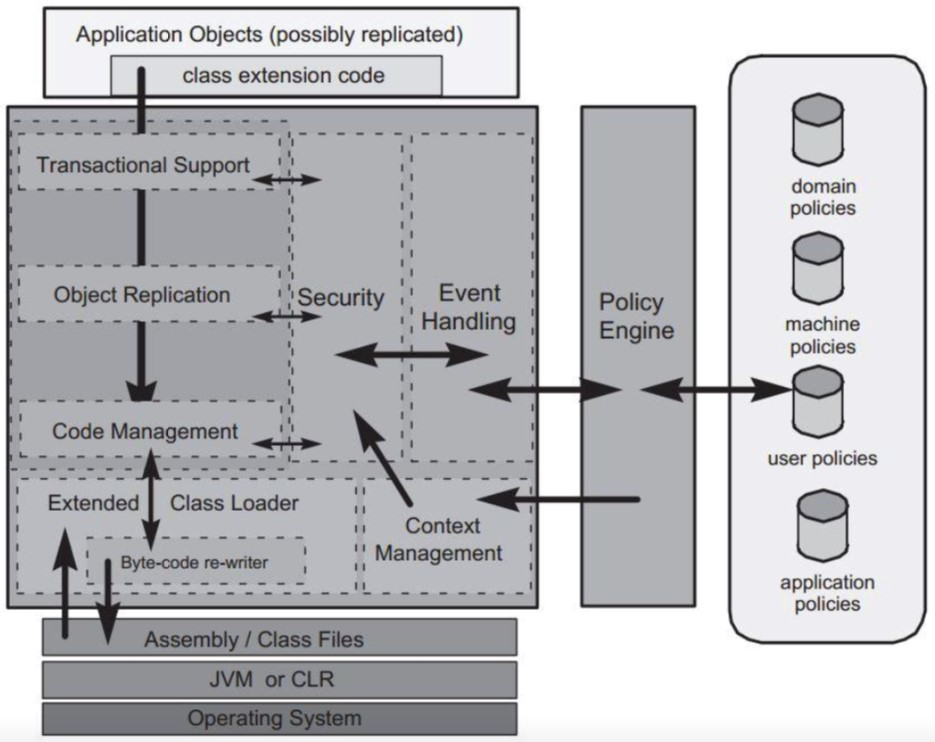 Application Objects (possibly replicated)
class extension code
Transactional Support
Object Replication
Code Management
Security
Event
Handling
Extended Class Loader
Byte-code re-writer
Context
Management
Policy
Engine
domain
policies
machine
policies
user policies
application
policies
Assembly / Class Files
JVM or CLR
Operating System